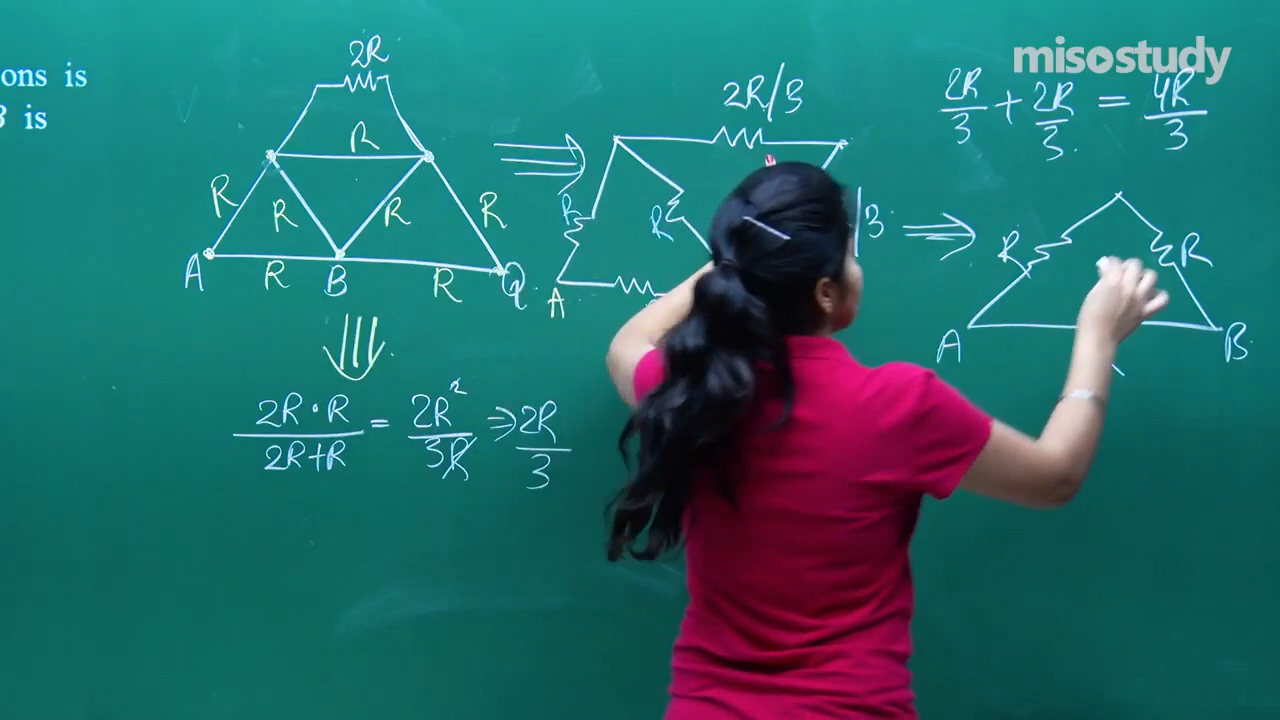 misostudy
ons is
B is
2R
R
R
R
R
R
A
R
B
R
Q
2R/3
R
R
A
3
2R/3 + 2R/3 = 4R/3
R
R
A
B
2R·R/2R+R = 2R²/3R ⇒ 2R/3